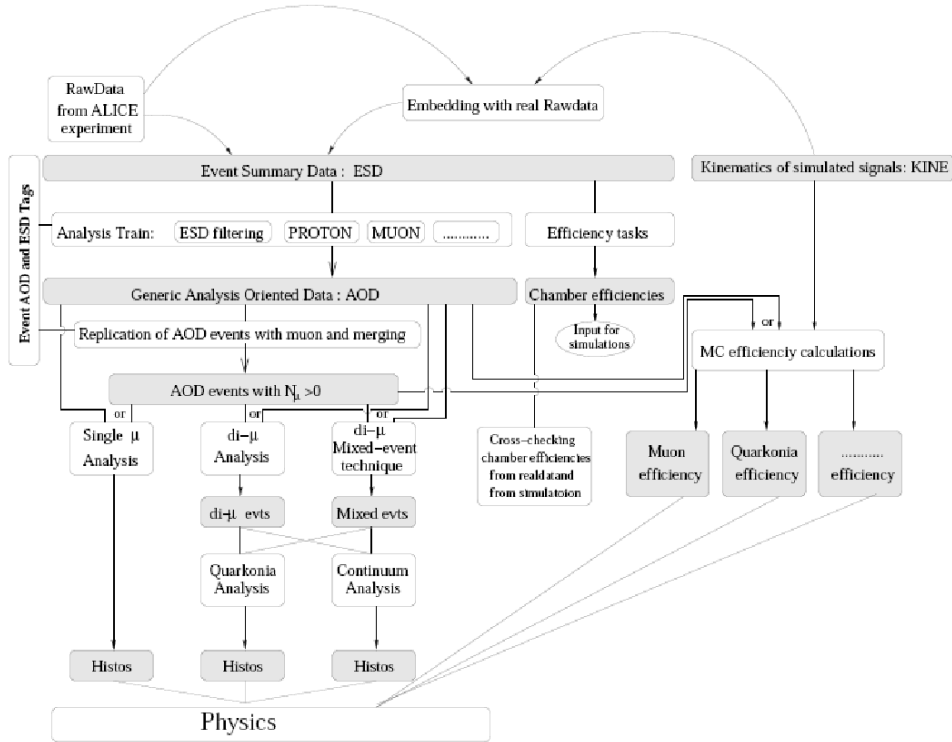 RawData
from ALICE
experiment
Embedding with real Rawdata
Event Summary Data : ESD
Kinematics of simulated signals: KINE
Event AOD and ESD Tags
Analysis Train:
ESD filtering
PROTON
MUON
.............
Efficiency tasks
Generic Analysis Oriented Data : AOD
Chamber efficiencies
Replication of AOD events with muon and merging
Input for
simulations
or
MC efficienciy calculations
AOD events with Nμ >0
or
or
or
Single μ
Analysis
di-μ
Analysis
di-μ
Mixed-event
technique
Cross-checking
chamber efficiencies
from realdatand
from simulatoion
Muon
efficiency
Quarkonia
efficiency
............
efficiency
di-μ evts
Mixed evts
Quarkonia
Analysis
Continuum
Analysis
Histos
Histos
Histos
Physics